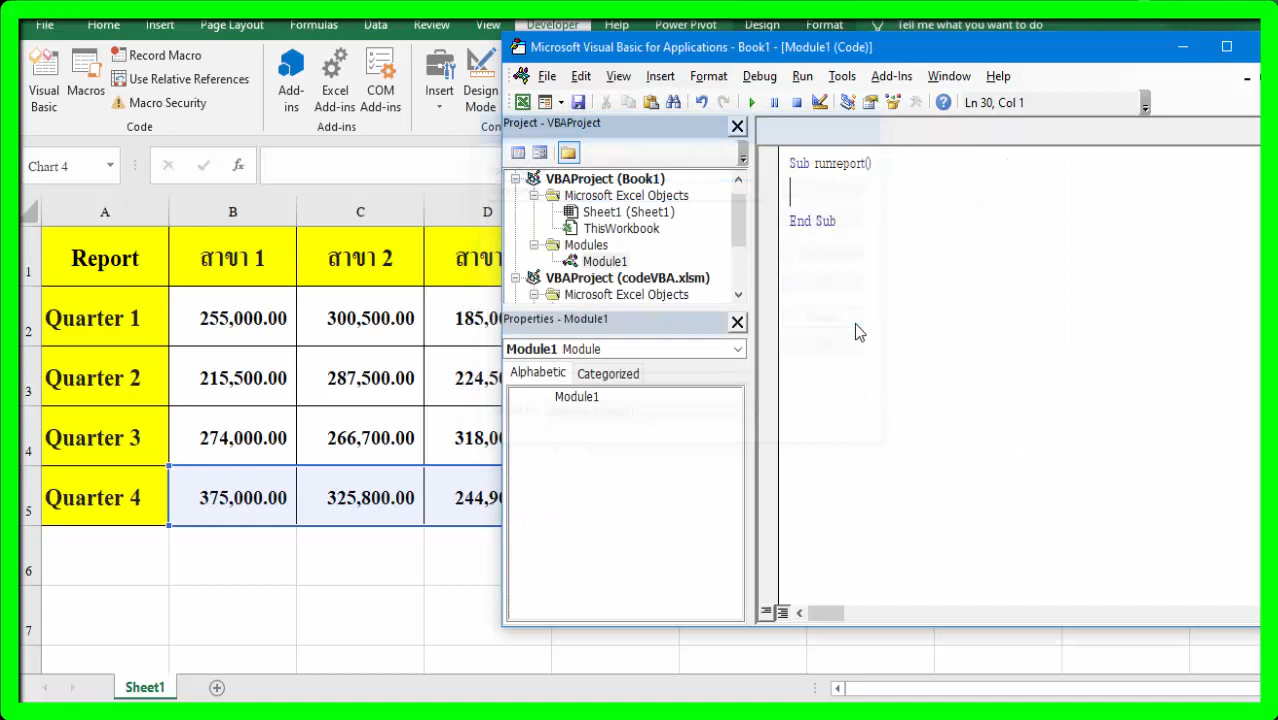 File Home Insert Page Layout Formulas Data Review View Developer Help Power Pivot Design Format Tell me what you want to do
Visual Basic
Macros
Record Macro
Use Relative References
Macro Security
Code
Add-ins
Excel Add-ins
COM Add-ins
Add-ins
Insert
Design Mode
Chart 4
fx
A B C D
1 Report สาขา 1 สาขา 2
2 Quarter 1 255,000.00 300,500.00
3 Quarter 2 215,500.00 287,500.00
4 Quarter 3 274,000.00 266,700.00
5 Quarter 4 375,000.00 325,800.00
6
7
Sheet1
Microsoft Visual Basic for Applications - Book1 - [Module1 (Code)]
File Edit View Insert Format Debug Run Tools Add-Ins Window Help
Ln 30, Col 1
Project - VBAProject
VBAProject (Book1)
Microsoft Excel Objects
Sheet1 (Sheet1)
ThisWorkbook
Modules
Module1
VBAProject (codeVBA.xlsm)
Microsoft Excel Objects
Properties - Module1
Module1 Module
Alphabetic Categorized
Module1
Sub runreport()
End Sub